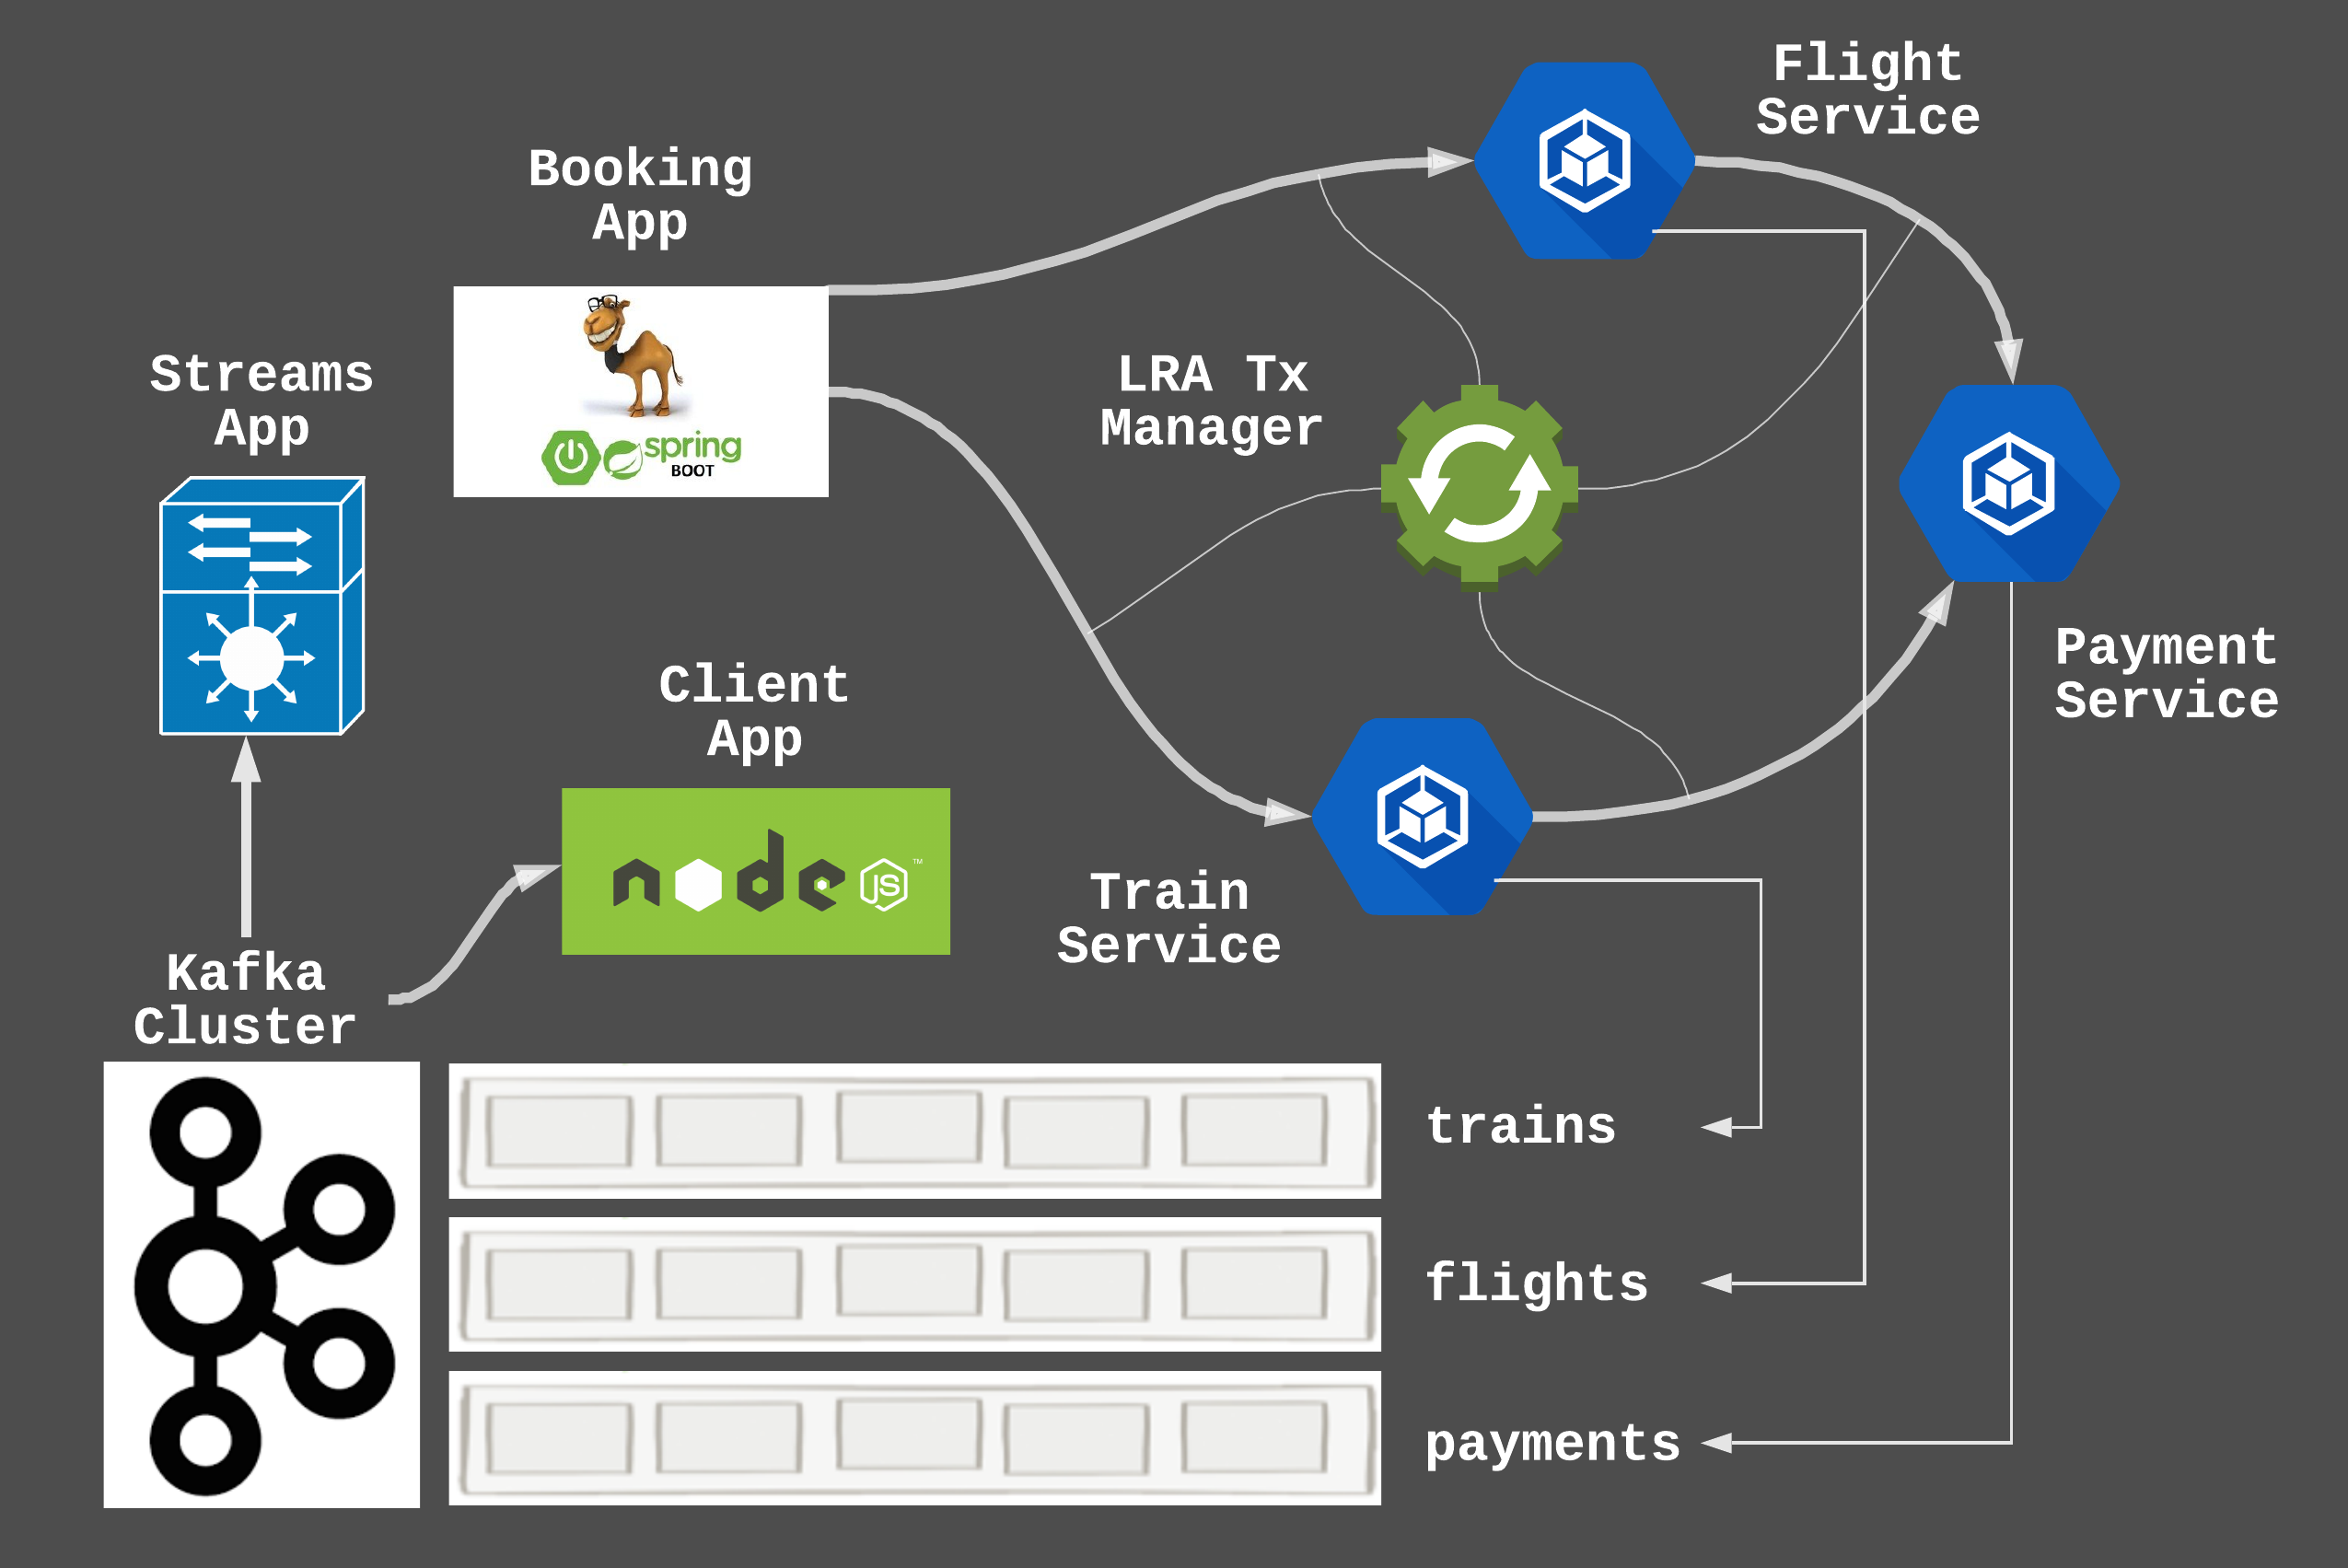 Flight
Service
Booking
App
spring
BOOT
Streams
App
LRA Tx
Manager
Payment
Service
Client
App
node
JS
TM
Train
Service
Kafka
Cluster
trains
flights
payments